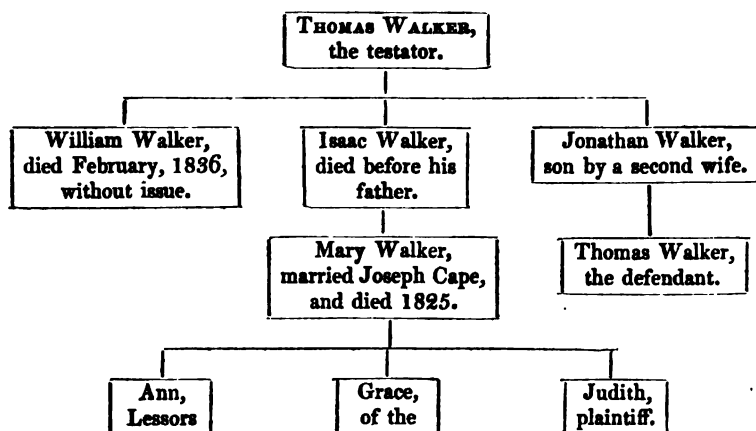 THOMAS WALKER,
the testator.
William Walker,
died February, 1836,
without issue.
Isaac Walker,
died before his
father.
Jonathan Walker,
son by a second wife.
Mary Walker,
married Joseph Cape,
and died 1825.
Thomas Walker,
the defendant.
Ann,
Lessors
Grace,
of the
Judith,
plaintiff.